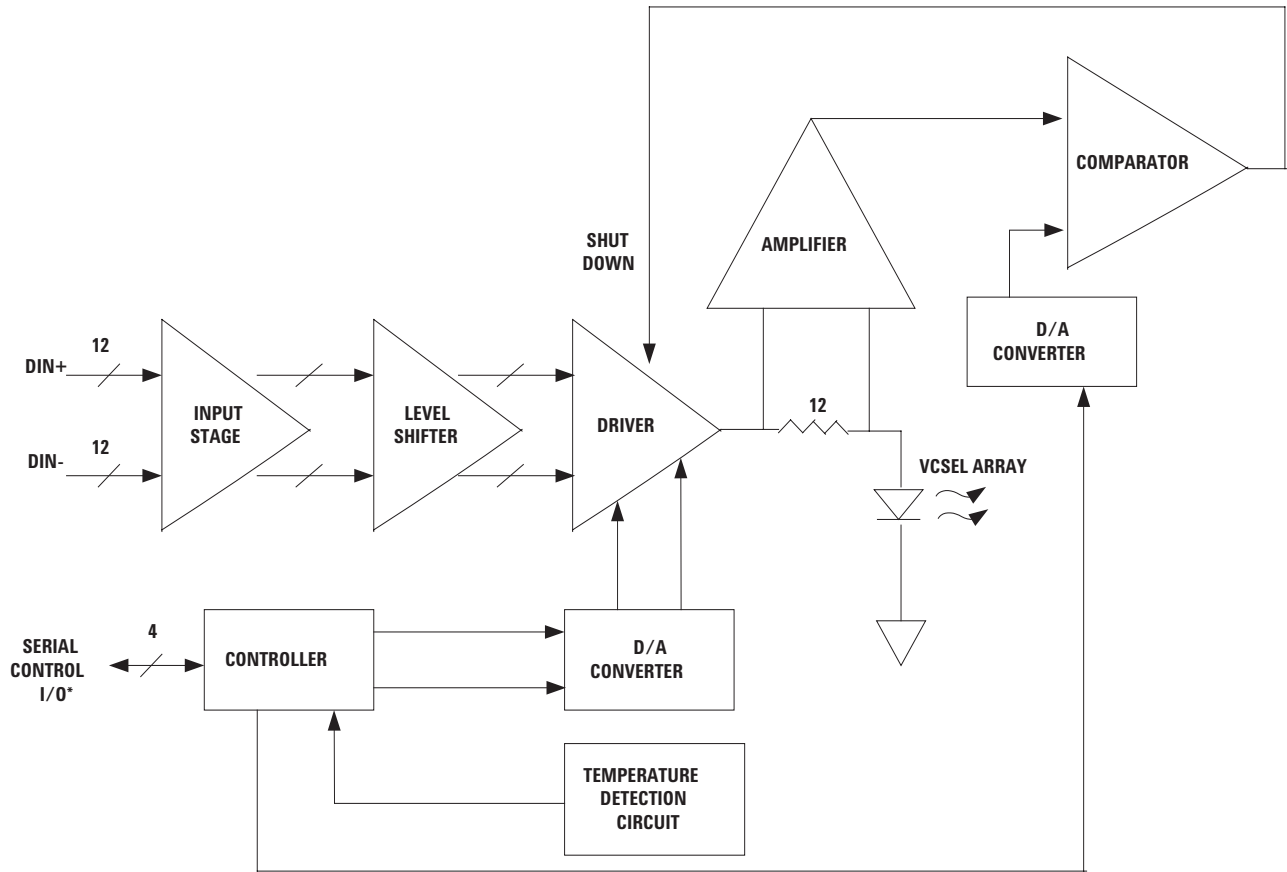 COMPARATOR
SHUT
DOWN
AMPLIFIER
D/A
CONVERTER
DIN+
12
INPUT
STAGE
LEVEL
SHIFTER
DRIVER
12
DIN-
12
VCSEL ARRAY
SERIAL
CONTROL
I/O*
4
CONTROLLER
D/A
CONVERTER
TEMPERATURE
DETECTION
CIRCUIT